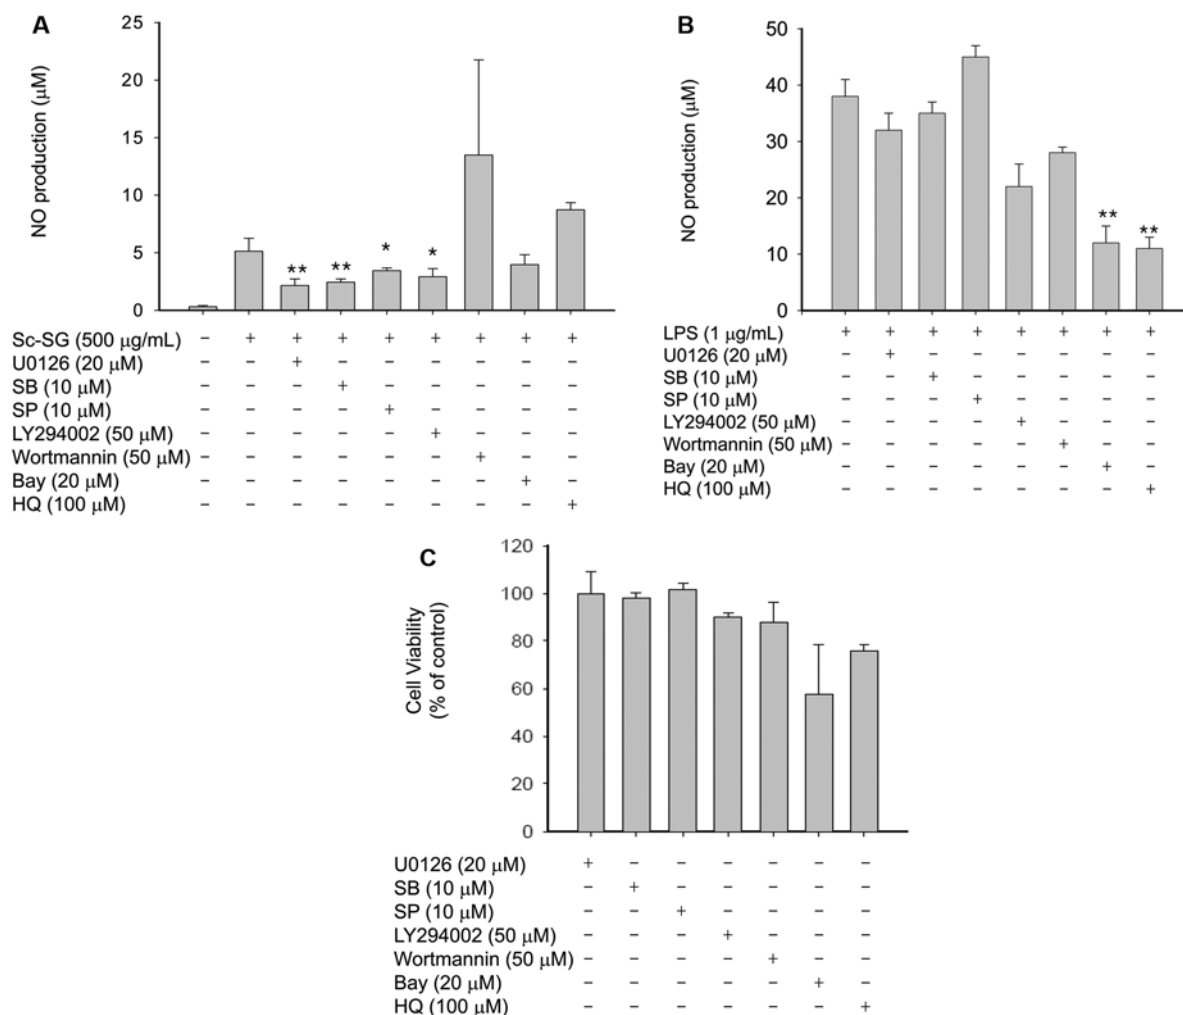 A
NO production (μM)
25
20
15
10
5
0
** ** * *
Sc-SG (500 μg/mL) – + + + + + + + +
U0126 (20 μM) – – + – – – – – –
SB (10 μM) – – – + – – – – –
SP (10 μM) – – – – + – – – –
LY294002 (50 μM) – – – – – + – – –
Wortmannin (50 μM) – – – – – – + – –
Bay (20 μM) – – – – – – – + –
HQ (100 μM) – – – – – – – – +
B
NO production (μM)
40
30
20
10
0
** **
LPS (1 μg/mL) + + + + + + + +
U0126 (20 μM) – + – – – – – –
SB (10 μM) – – + – – – – –
SP (10 μM) – – – + – – – –
LY294002 (50 μM) – – – – + – – –
Wortmannin (50 μM) – – – – – + – –
Bay (20 μM) – – – – – – + –
HQ (100 μM) – – – – – – – +
C
Cell Viability
(% of control)
120
100
80
60
40
20
0
U0126 (20 μM) + – – – – – –
SB (10 μM) – + – – – – –
SP (10 μM) – – + – – – –
LY294002 (50 μM) – – – + – – –
Wortmannin (50 μM) – – – – + – –
Bay (20 μM) – – – – – + –
HQ (100 μM) – – – – – – +